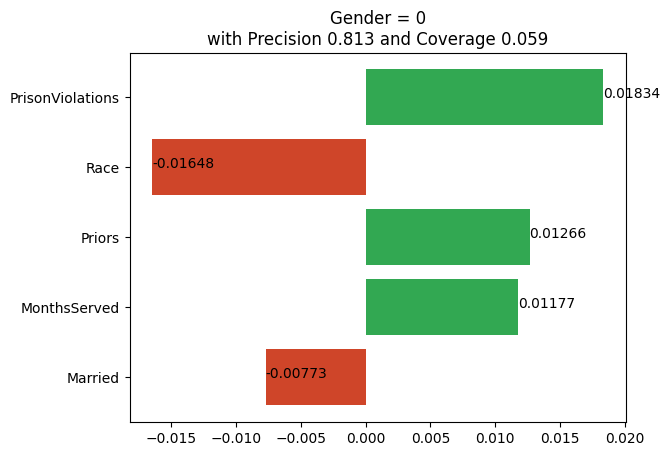 Gender = 0
with Precision 0.813 and Coverage 0.059
PrisonViolations
0.01834
Race
-0.01648
Priors
0.01266
MonthsServed
0.01177
Married
-0.00773
−0.015 −0.010 −0.005 0.000 0.005 0.010 0.015 0.020